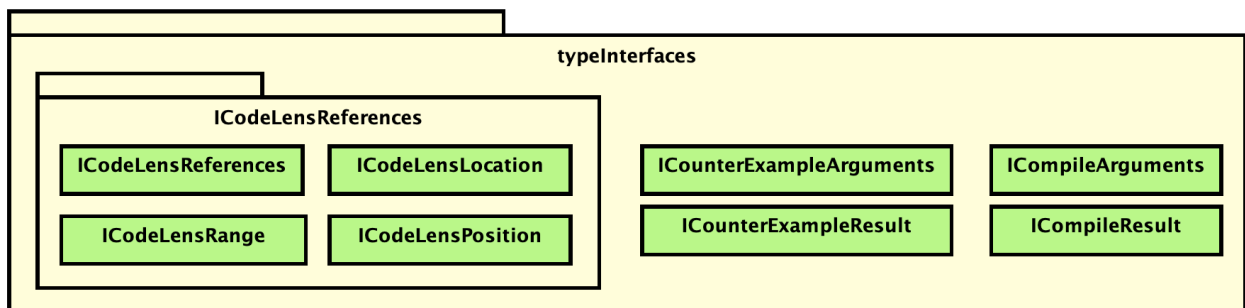 typeInterfaces
ICodeLensReferences
ICodeLensReferences
ICodeLensLocation
ICodeLensRange
ICodeLensPosition
ICounterExampleArguments
ICounterExampleResult
ICompileArguments
ICompileResult